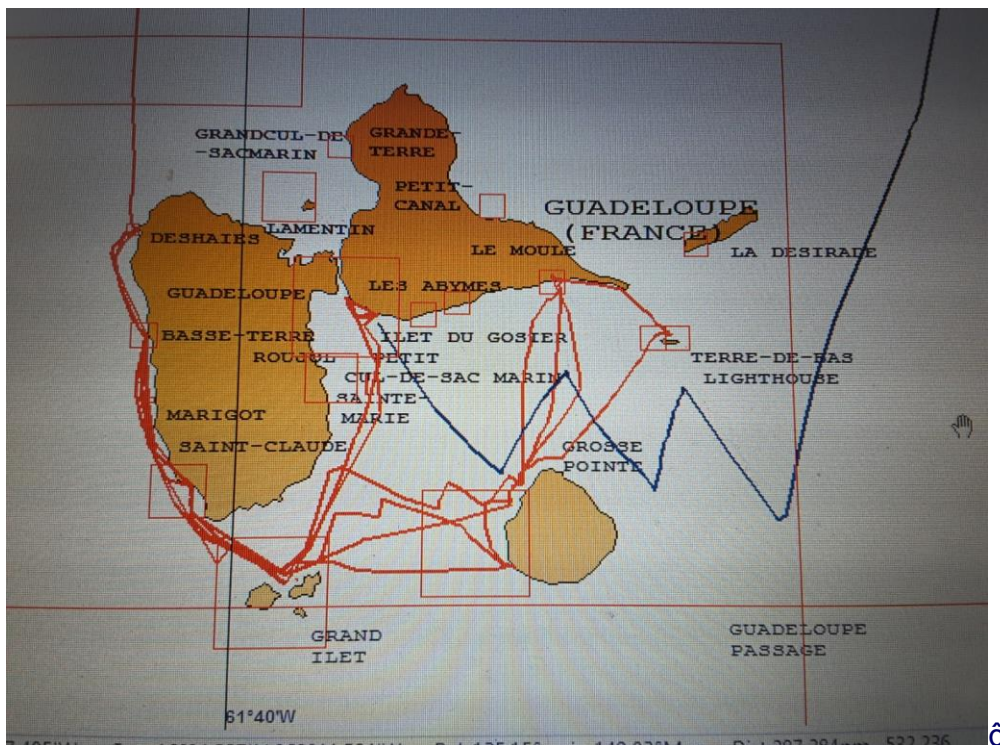 GRANDCUL-DE-
-SACMARIN
GRANDE-
TERRE
PETIT-
CANAL
GUADELOUPE
(FRANCE)
LAMENTIN
DESHAIES
LE MOULE
LA DESIRADE
GUADELOUPE
LES ABYMES
BASSE-TERRE
ILET DU GOSIER
PETIT
CUL-DE-SAC MARIN
TERRE-DE-BAS
LIGHTHOUSE
SAINTE-
MARIE
MARIGOT
SAINT-CLAUDE
GROSSE
POINTE
GRAND
ILET
GUADELOUPE
PASSAGE
61°40'W